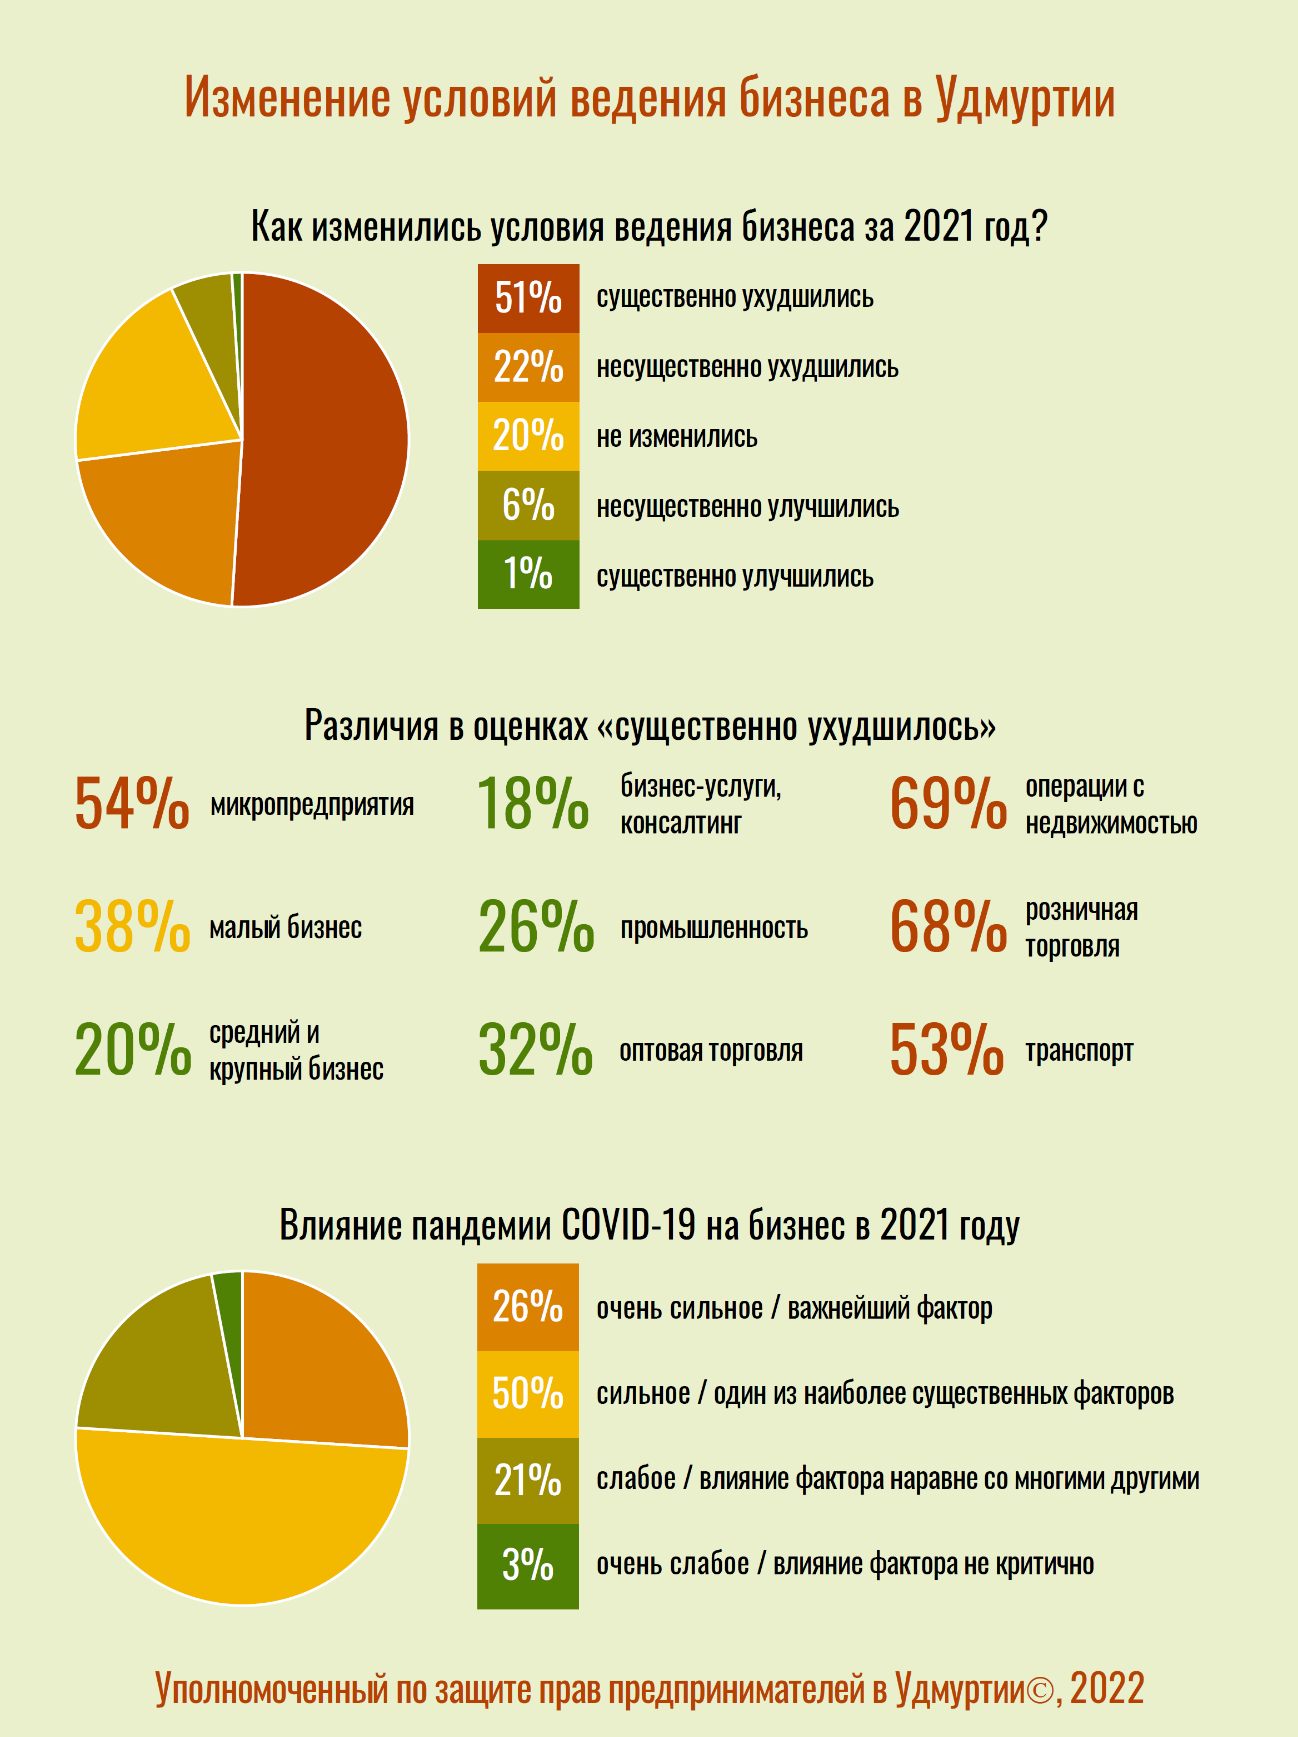 Изменение условий ведения бизнеса в Удмуртии
Как изменились условия ведения бизнеса за 2021 год?
51% существенно ухудшились
22% несущественно ухудшились
20% не изменились
6% несущественно улучшились
1% существенно улучшились
Различия в оценках «существенно ухудшилось»
54% микропредприятия
18% бизнес-услуги,
консалтинг
69% операции с
недвижимостью
38% малый бизнес
26% промышленность
68% розничная
торговля
20% средний и
крупный бизнес
32% оптовая торговля
53% транспорт
Влияние пандемии COVID-19 на бизнес в 2021 году
26% очень сильное / важнейший фактор
50% сильное / один из наиболее существенных факторов
21% слабое / влияние фактора наравне со многими другими
3% очень слабое / влияние фактора не критично
Уполномоченный по защите прав предпринимателей в Удмуртии©, 2022